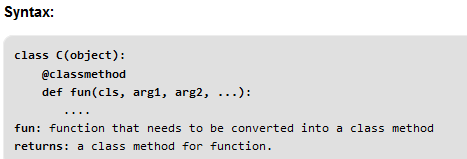 Syntax:
class C(object):
    @classmethod
    def fun(cls, arg1, arg2, ...):
       ....
fun: function that needs to be converted into a class method
returns: a class method for function.